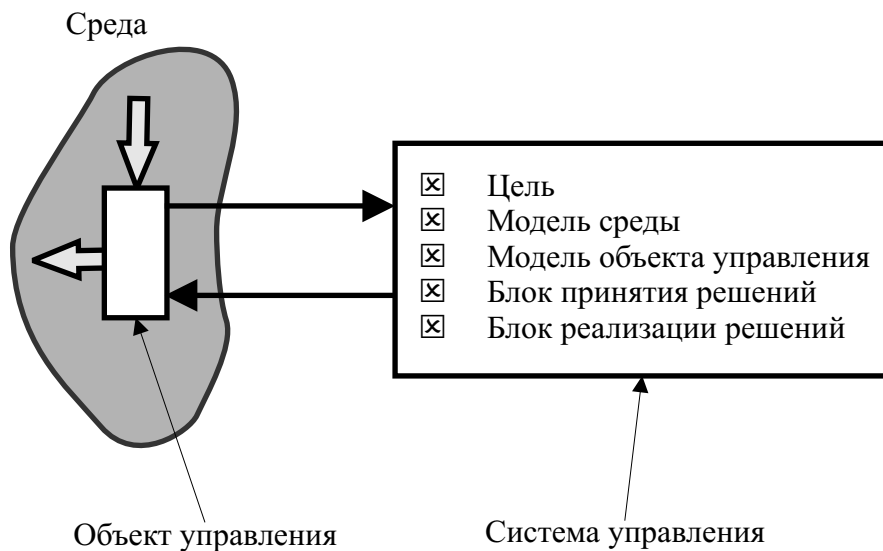 Среда
Цель
Модель среды
Модель объекта управления
Блок принятия решений
Блок реализации решений
Объект управления
Система управления